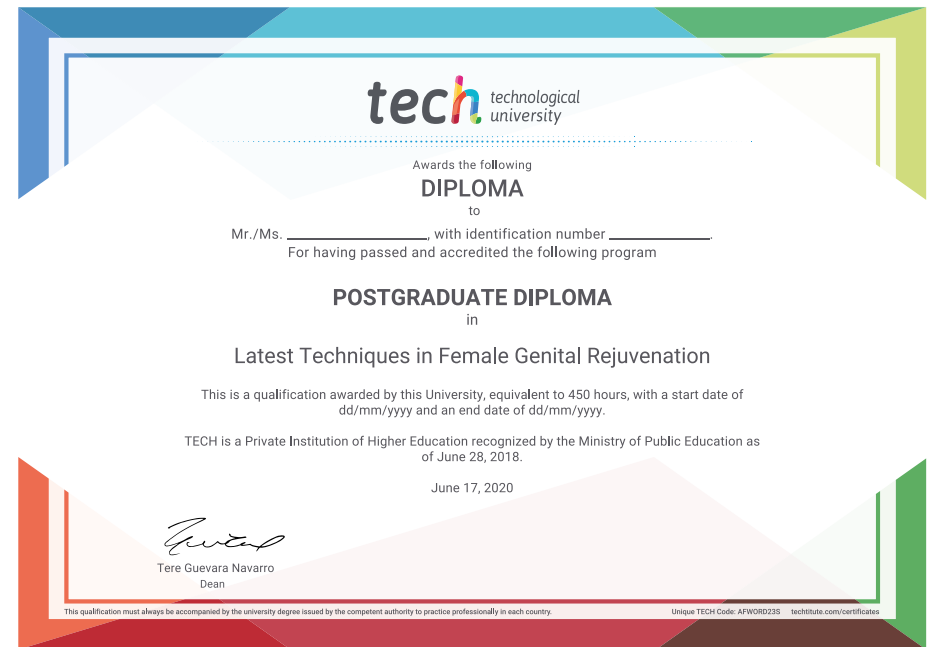 tech technological
university
Awards the following
DIPLOMA
to
Mr./Ms. ____________________, with identification number ______________.
For having passed and accredited the following program
POSTGRADUATE DIPLOMA
in
Latest Techniques in Female Genital Rejuvenation
This is a qualification awarded by this University, equivalent to 450 hours, with a start date of
dd/mm/yyyy and an end date of dd/mm/yyyy.
TECH is a Private Institution of Higher Education recognized by the Ministry of Public Education as
of June 28, 2018.
June 17, 2020
Tere Guevara Navarro
Dean
This qualification must always be accompanied by the university degree issued by the competent authority to practice professionally in each country.
Unique TECH Code: AFWORD23S techtitute.com/certificates